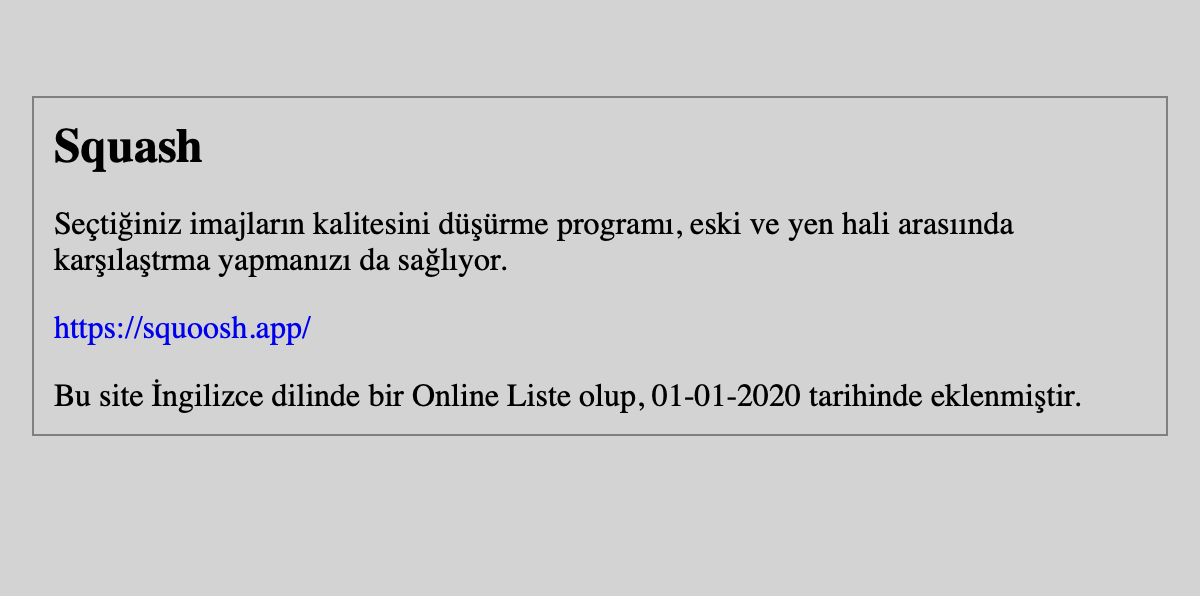 Squash
Seçtiğiniz imajların kalitesini düşürme programı, eski ve yen hali arasıında
karşılaştrma yapmanızı da sağlıyor.
https://squoosh.app/
Bu site İngilizce dilinde bir Online Liste olup, 01-01-2020 tarihinde eklenmiştir.